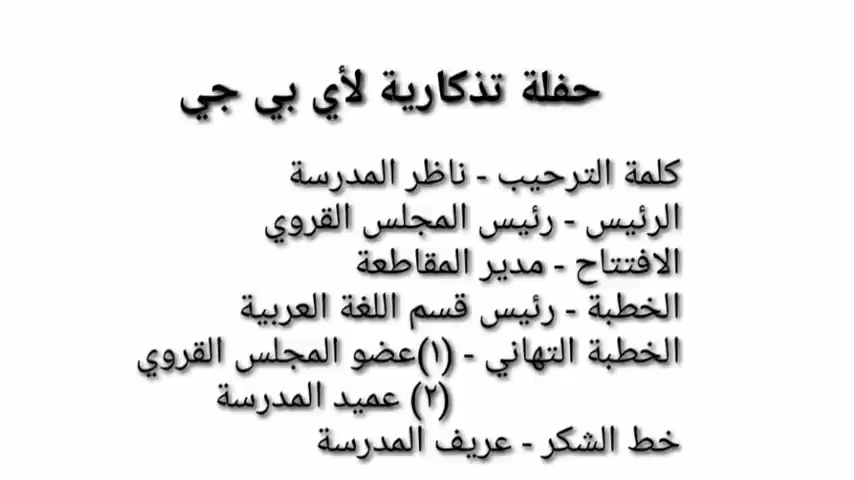 حفلة تذكارية لأي بي جي
كلمة الترحيب - ناظر المدرسة
الرئيس - رئيس المجلس القروي
الافتتاح - مدير المقاطعة
الخطبة - رئيس قسم اللغة العربية
الخطبة التهاني - (١)عضو المجلس القروي
(٢) عميد المدرسة
خط الشكر - عريف المدرسة